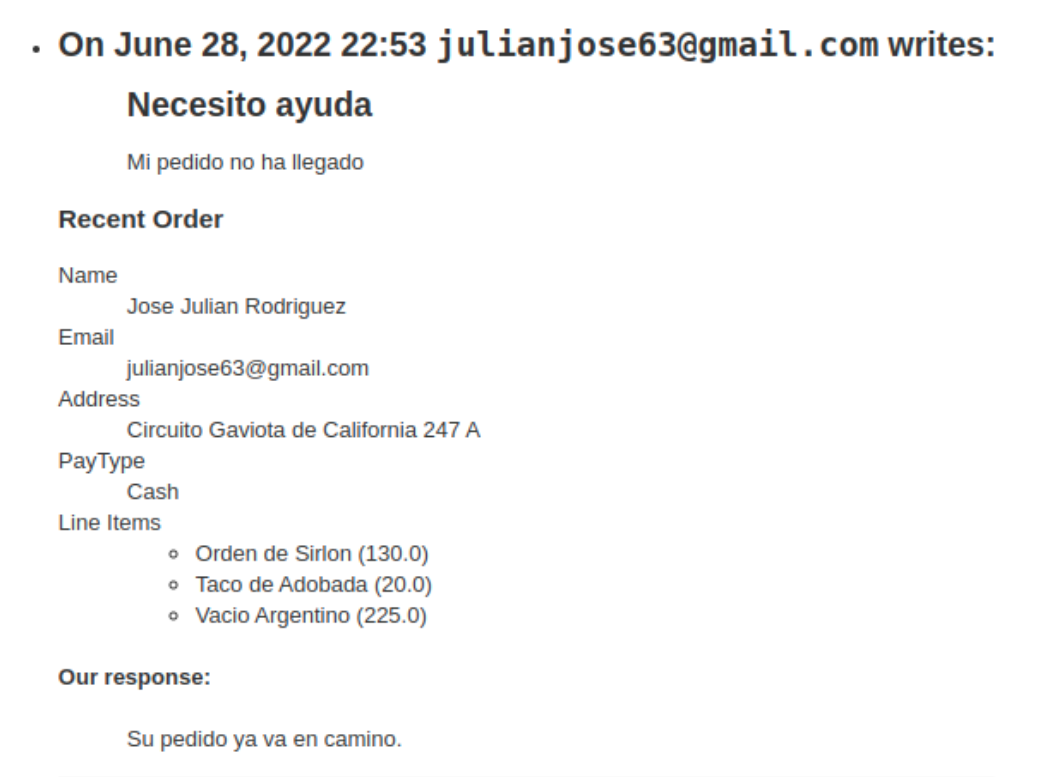 On June 28, 2022 22:53 julianjose63@gmail.com writes:
Necesito ayuda
Mi pedido no ha llegado
Recent Order
Name
Jose Julian Rodriguez
Email
julianjose63@gmail.com
Address
Circuito Gaviota de California 247 A
PayType
Cash
Line Items
Orden de Sirlon (130.0)
Taco de Adobada (20.0)
Vacio Argentino (225.0)
Our response:
Su pedido ya va en camino.